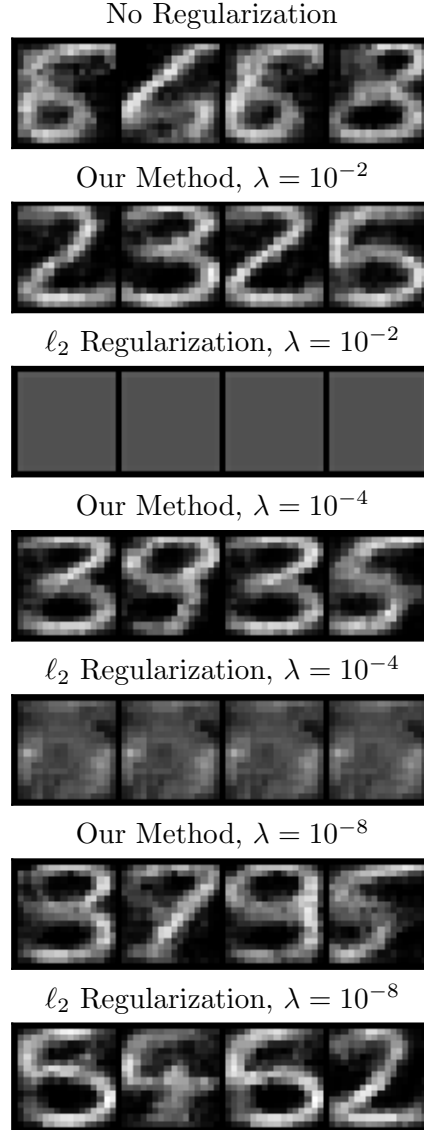 No Regularization
Our Method, λ = 10⁻²
ℓ₂ Regularization, λ = 10⁻²
Our Method, λ = 10⁻⁴
ℓ₂ Regularization, λ = 10⁻⁴
Our Method, λ = 10⁻⁸
ℓ₂ Regularization, λ = 10⁻⁸